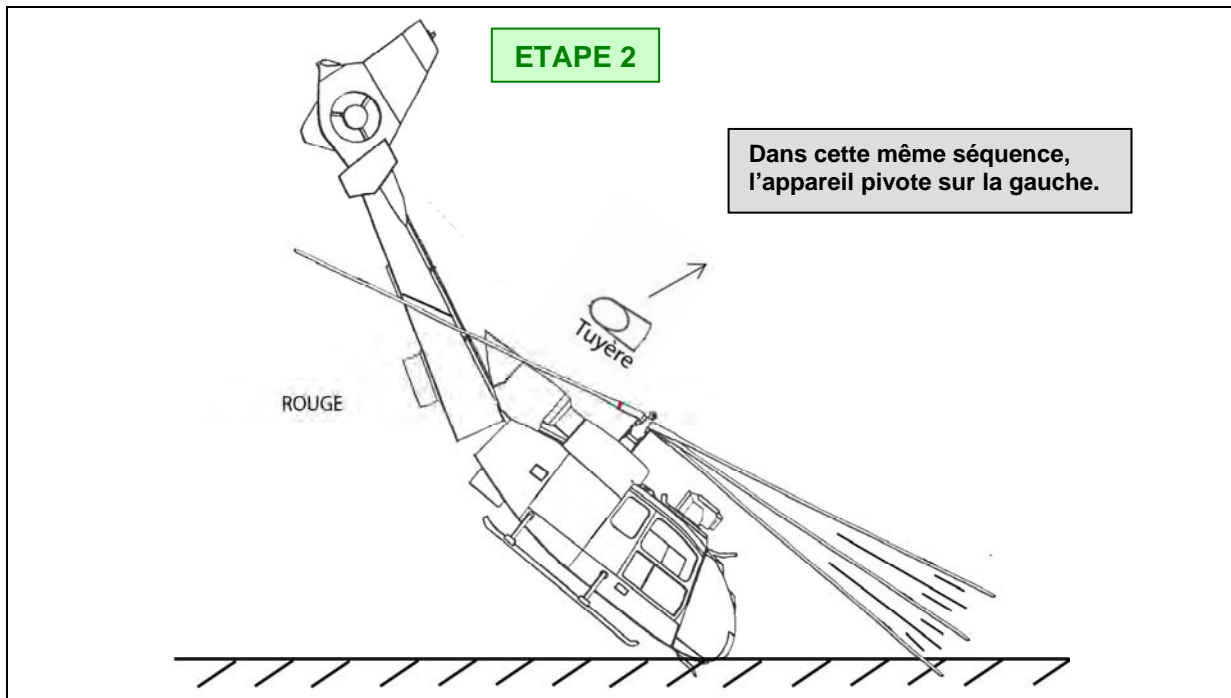 ETAPE 2
Dans cette même séquence,
l’appareil pivote sur la gauche.
Tuyère
ROUGE